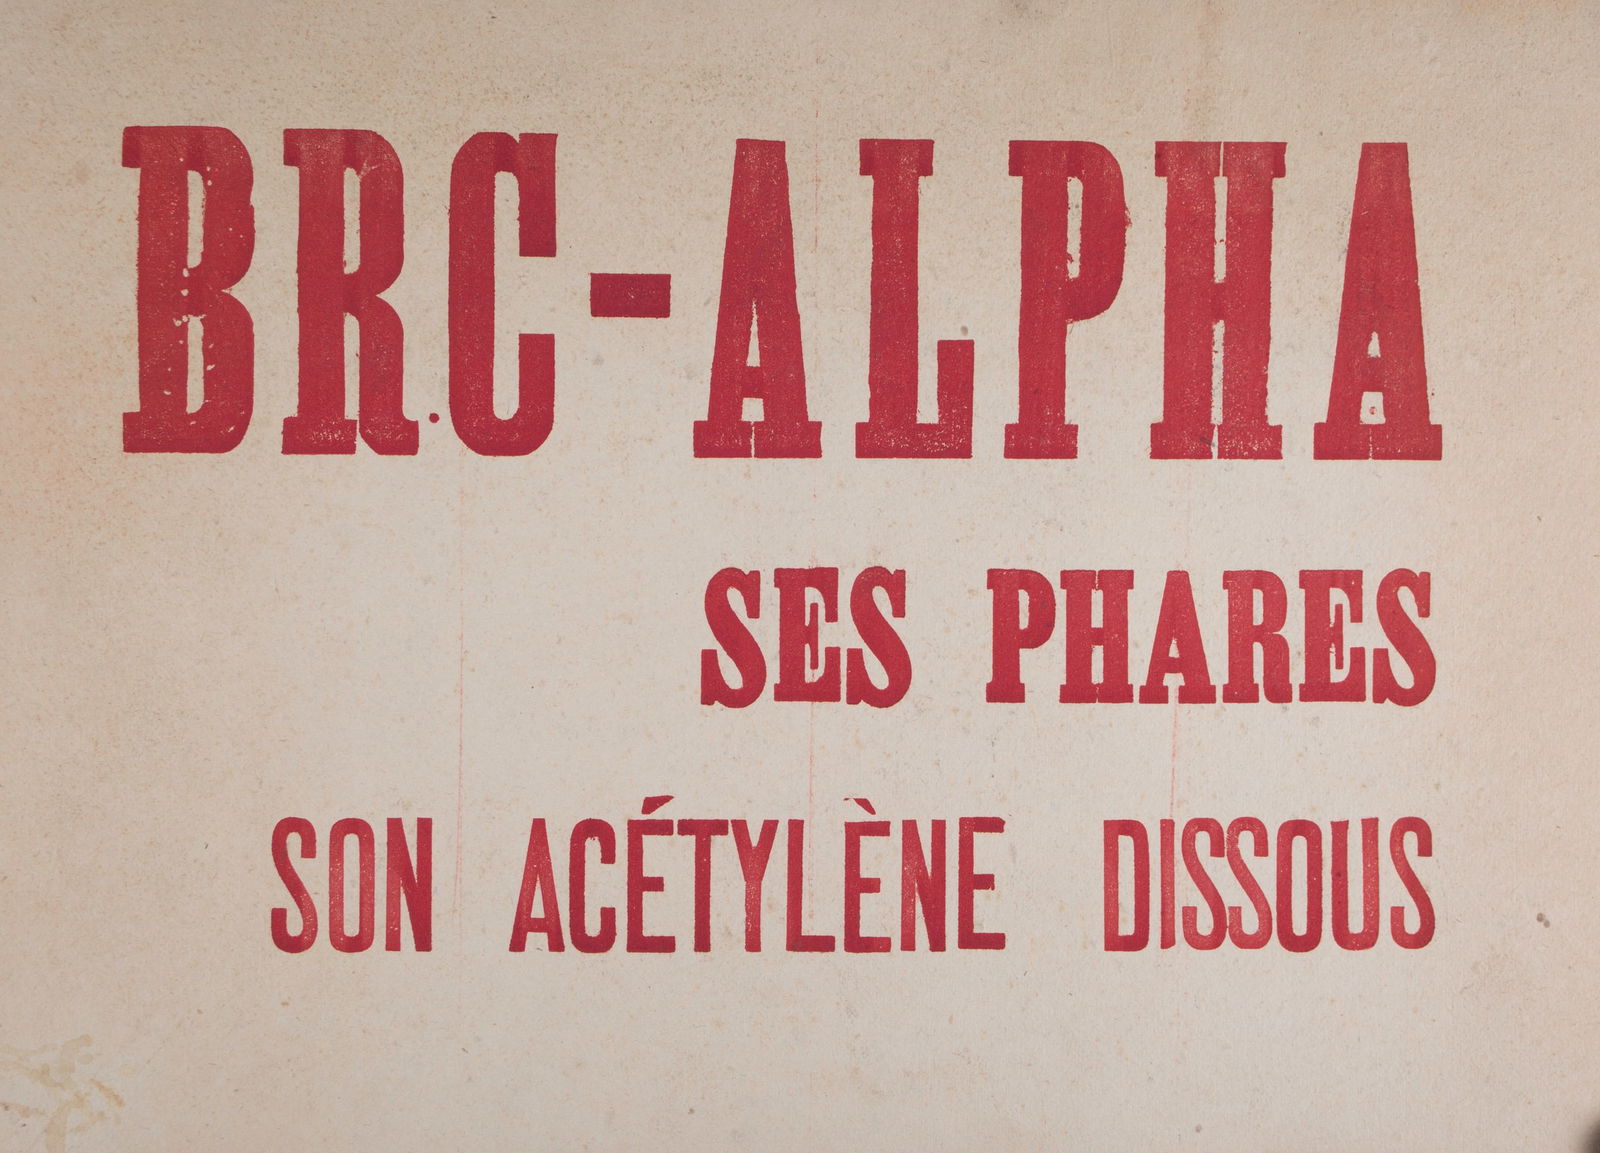 BRC-ALPHA
SES PHARES
SON ACÉTYLÈNE DISSOUS